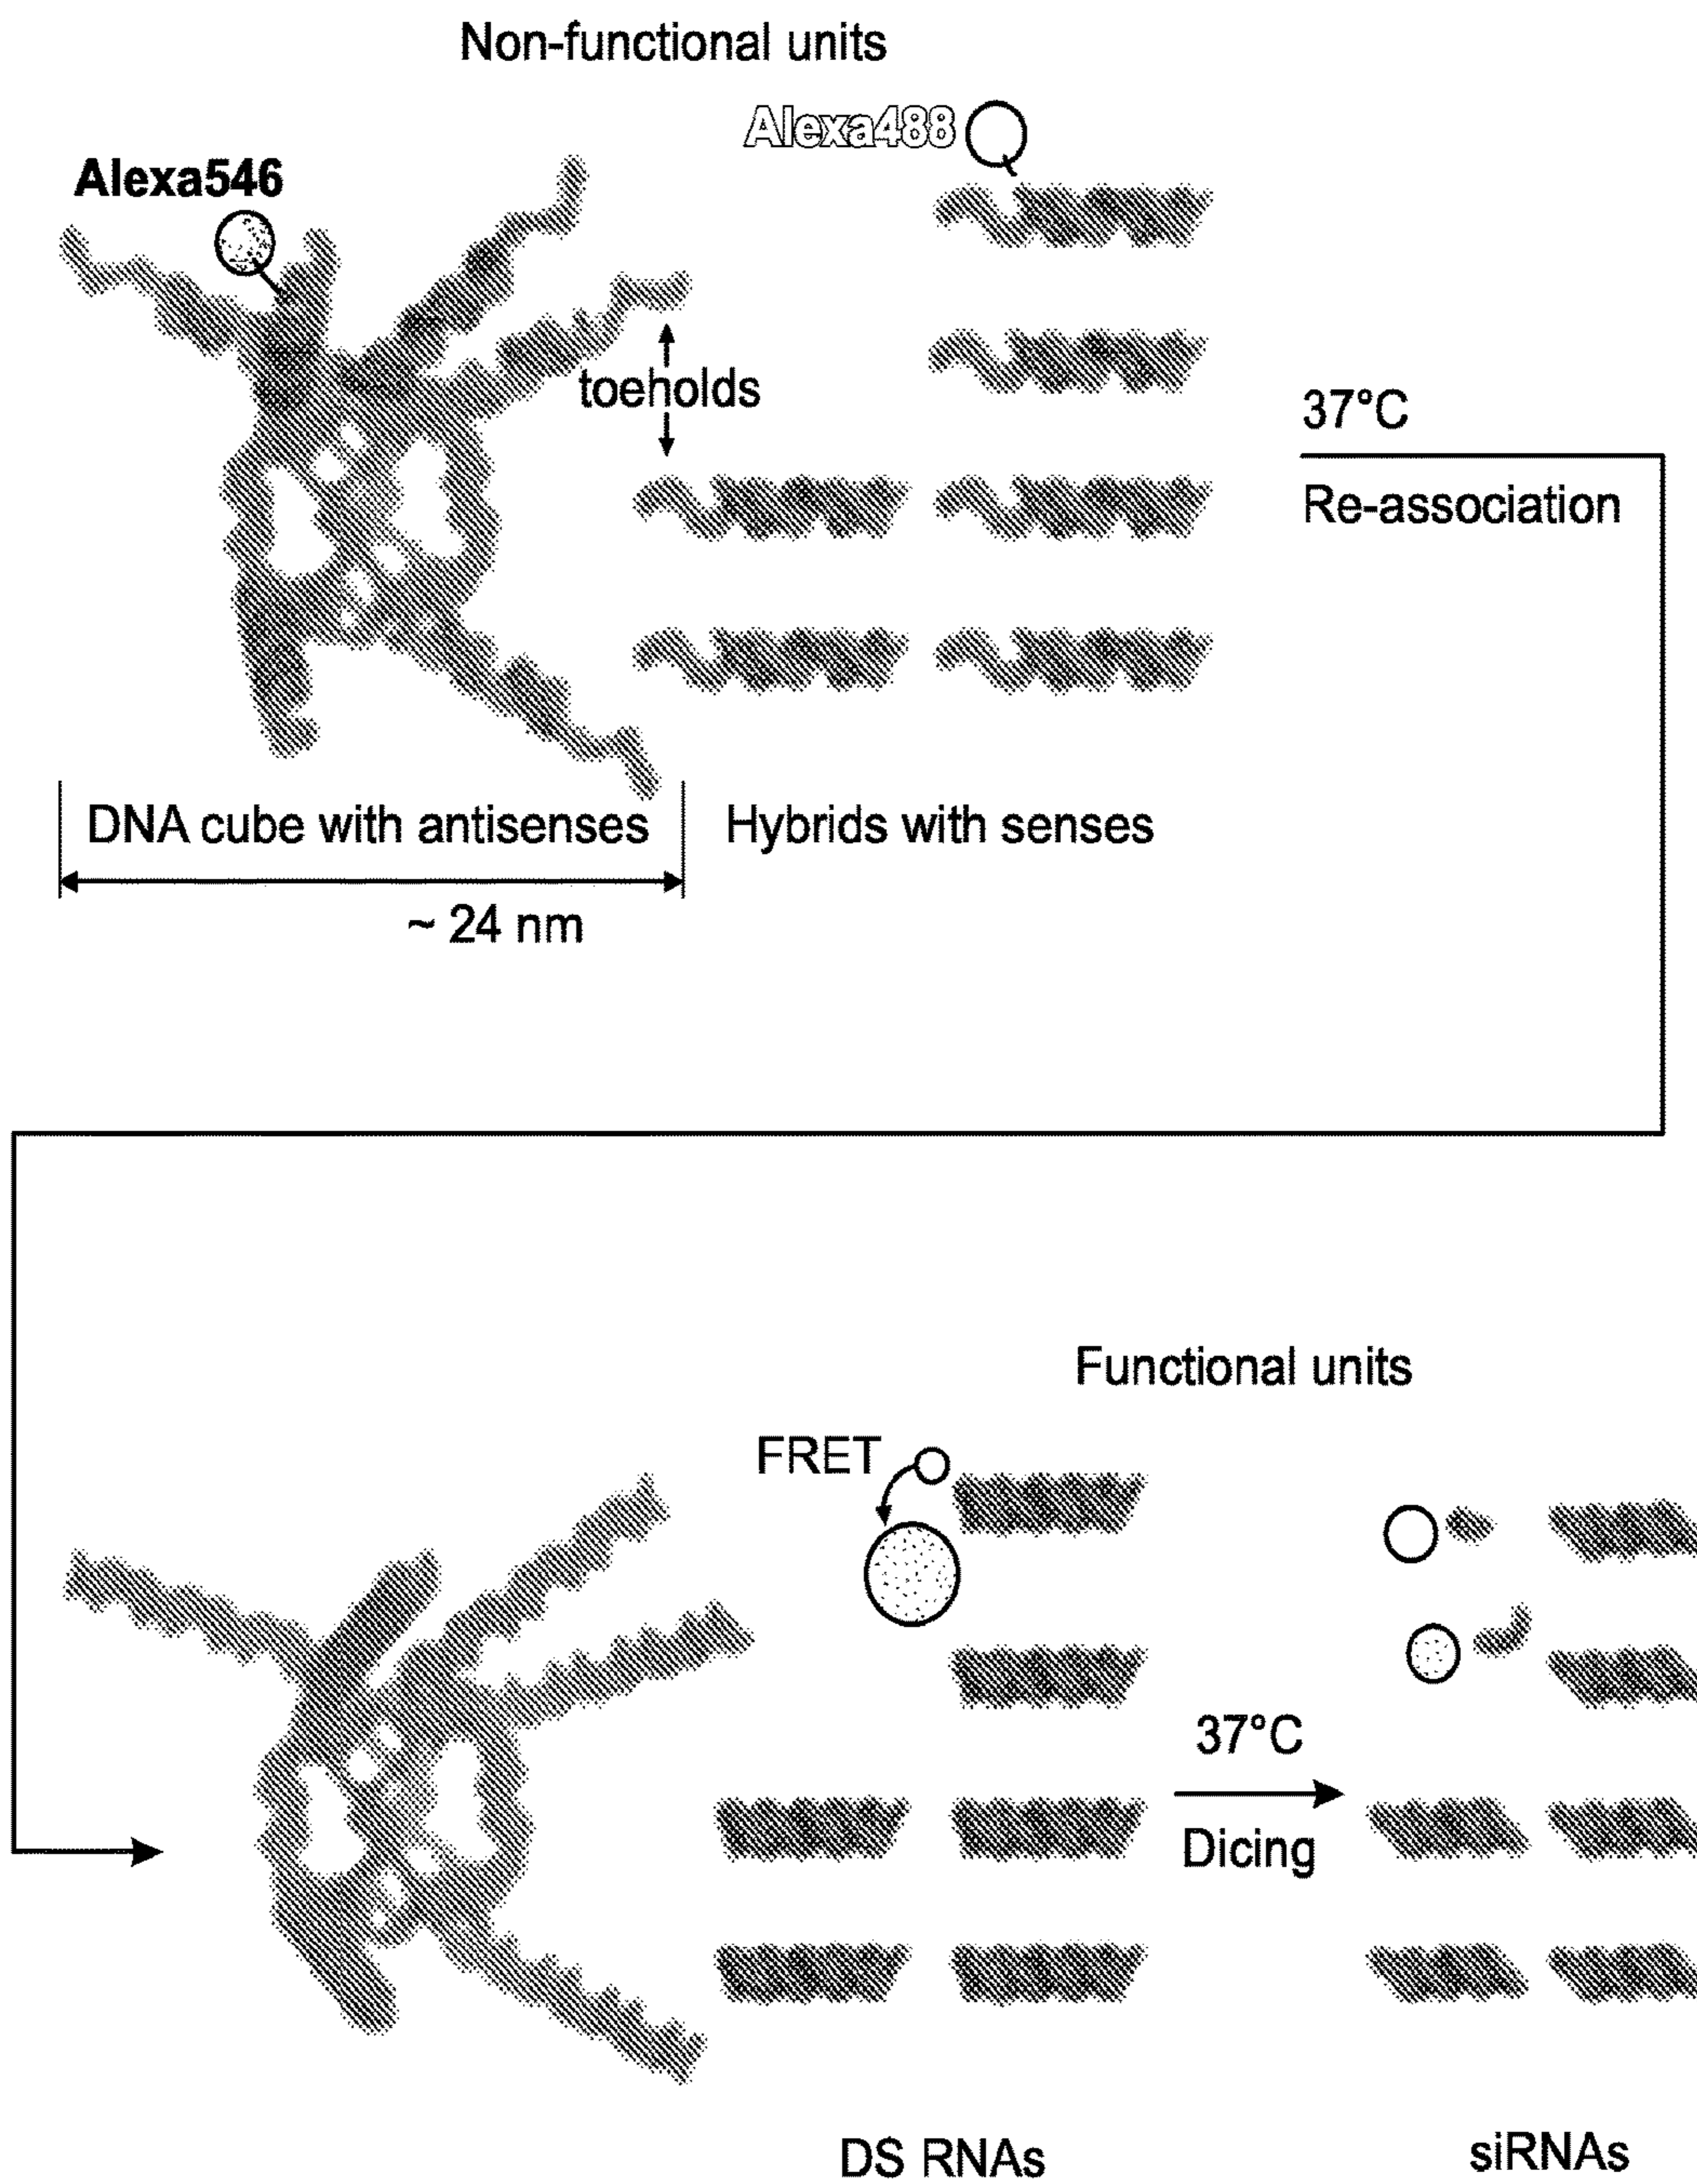 Non-functional units
Alexa488
Alexa546
toeholds
37°C
Re-association
DNA cube with antisenses
Hybrids with senses
~ 24 nm
Functional units
FRET
37°C
Dicing
DS RNAs
siRNAs